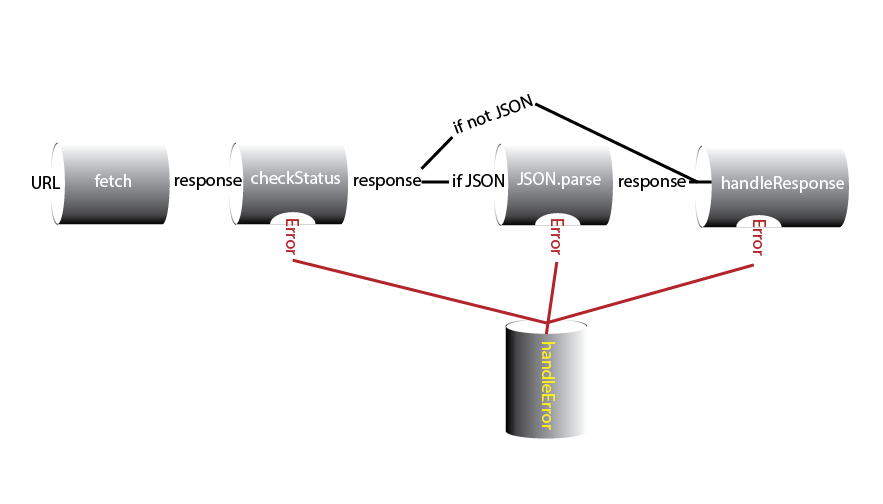 if not JSON
URL
fetch
response
checkStatus
response
if JSON
JSON.parse
response
handleResponse
Error
Error
Error
handleError